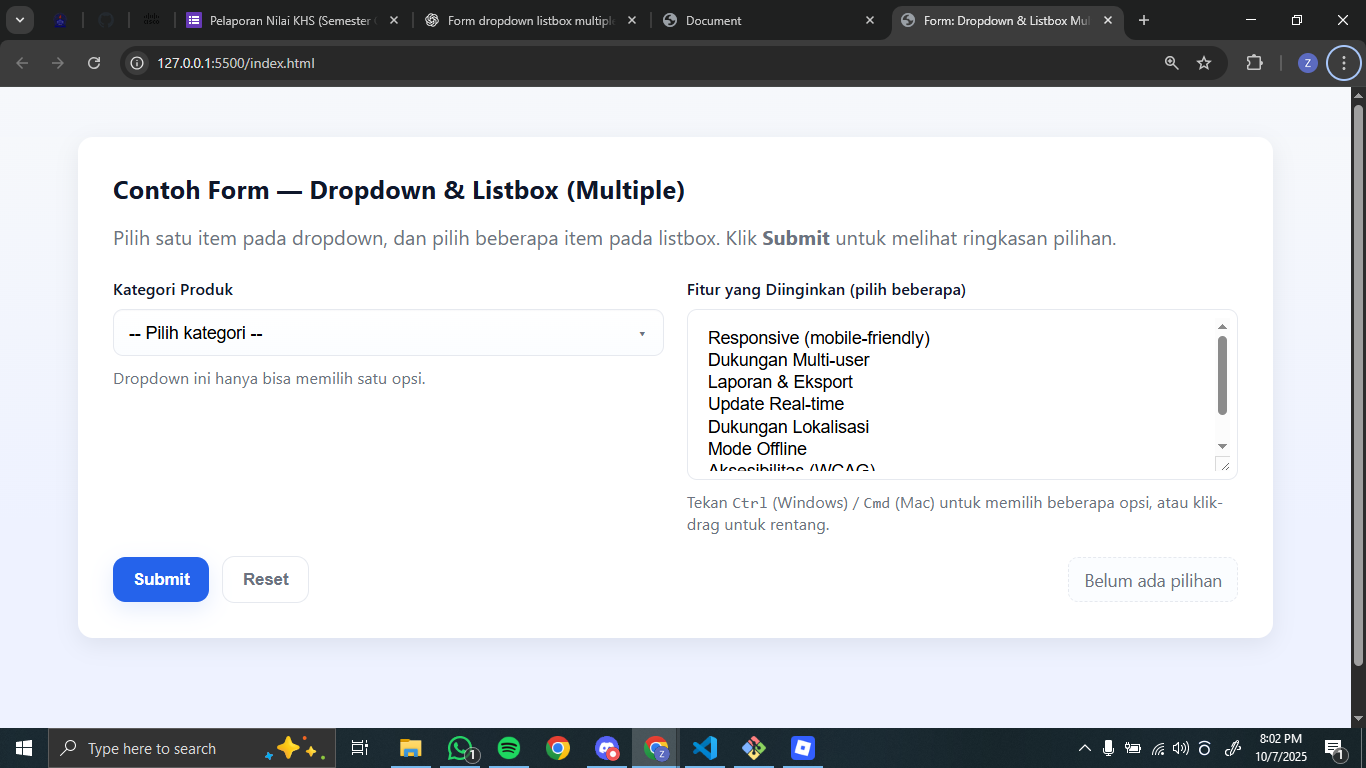 Pelaporan Nilai KHS (Semester
Form dropdown listbox multiple
Document
Form: Dropdown & Listbox Mul
127.0.0.1:5500/index.html
Z
Contoh Form — Dropdown & Listbox (Multiple)
Pilih satu item pada dropdown, dan pilih beberapa item pada listbox. Klik Submit untuk melihat ringkasan pilihan.
Kategori Produk
-- Pilih kategori --
Dropdown ini hanya bisa memilih satu opsi.
Fitur yang Diinginkan (pilih beberapa)
Responsive (mobile-friendly)
Dukungan Multi-user
Laporan & Eksport
Update Real-time
Dukungan Lokalisasi
Mode Offline
Aksesibilitas (WCAG)
Tekan Ctrl (Windows) / Cmd (Mac) untuk memilih beberapa opsi, atau klik-
drag untuk rentang.
Submit
Reset
Belum ada pilihan
Type here to search
1
Z
8:02 PM
10/7/2025
1